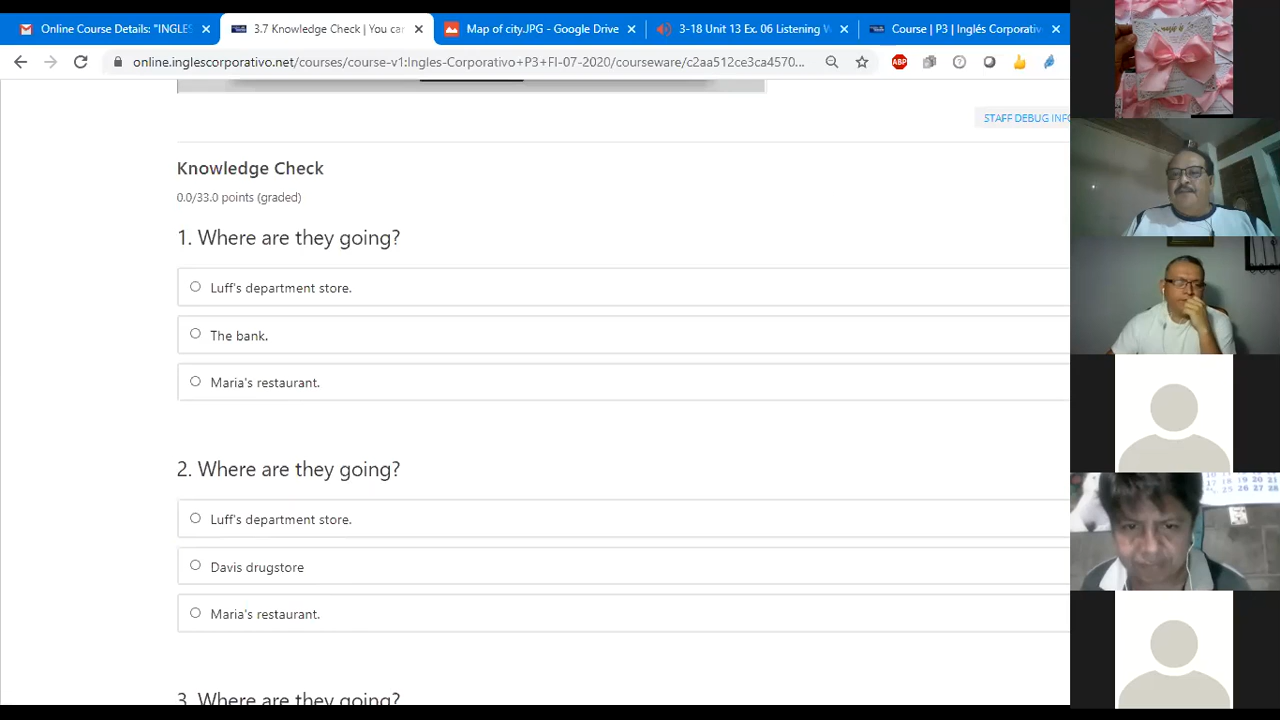 Online Course Details: "INGLES
3.7 Knowledge Check | You can
Map of city.JPG - Google Drive
3-18 Unit 13 Ex. 06 Listening W
Course | P3 | Inglés Corporativ
online.inglescorporativo.net/courses/course-v1:Ingles-Corporativo+P3+FI-07-2020/courseware/c2aa512ce3ca4570...
ABP
STAFF DEBUG INFO
Knowledge Check
0.0/33.0 points (graded)
1. Where are they going?
Luff's department store.
The bank.
Maria's restaurant.
2. Where are they going?
Luff's department store.
Davis drugstore
Maria's restaurant.
3. Where are they going?